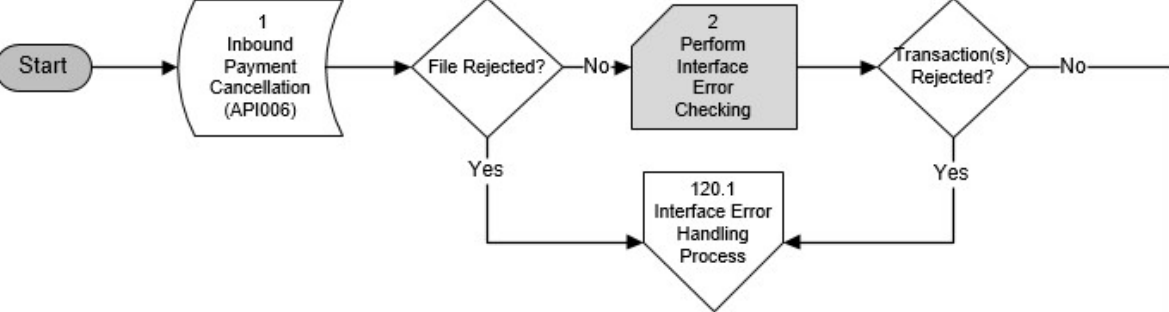 Start
1
Inbound
Payment
Cancellation
(API006)
File Rejected?
No
2
Perform
Interface
Error
Checking
Transaction(s)
Rejected?
No
Yes
Yes
120.1
Interface Error
Handling
Process